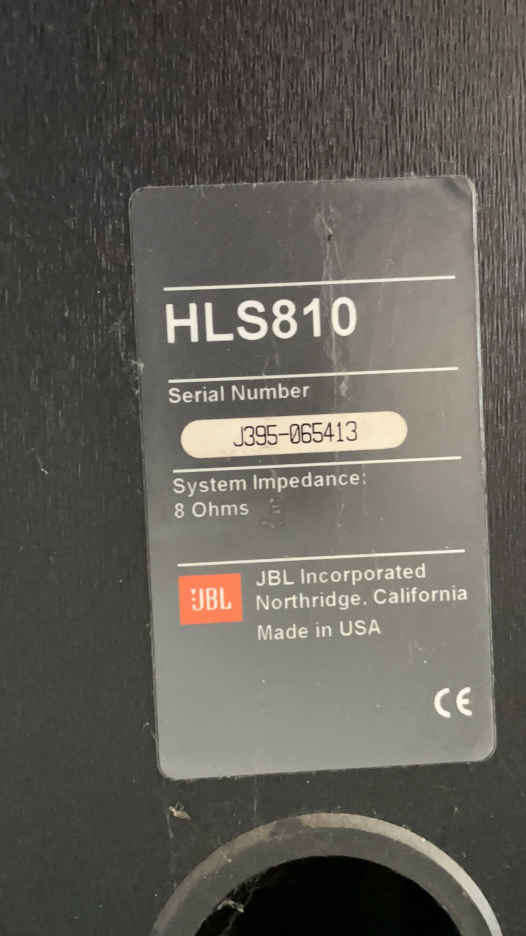 HLS810
Serial Number
J395-065413
System Impedance:
8 Ohms
JBL
JBL Incorporated
Northridge, California
Made in USA
CE